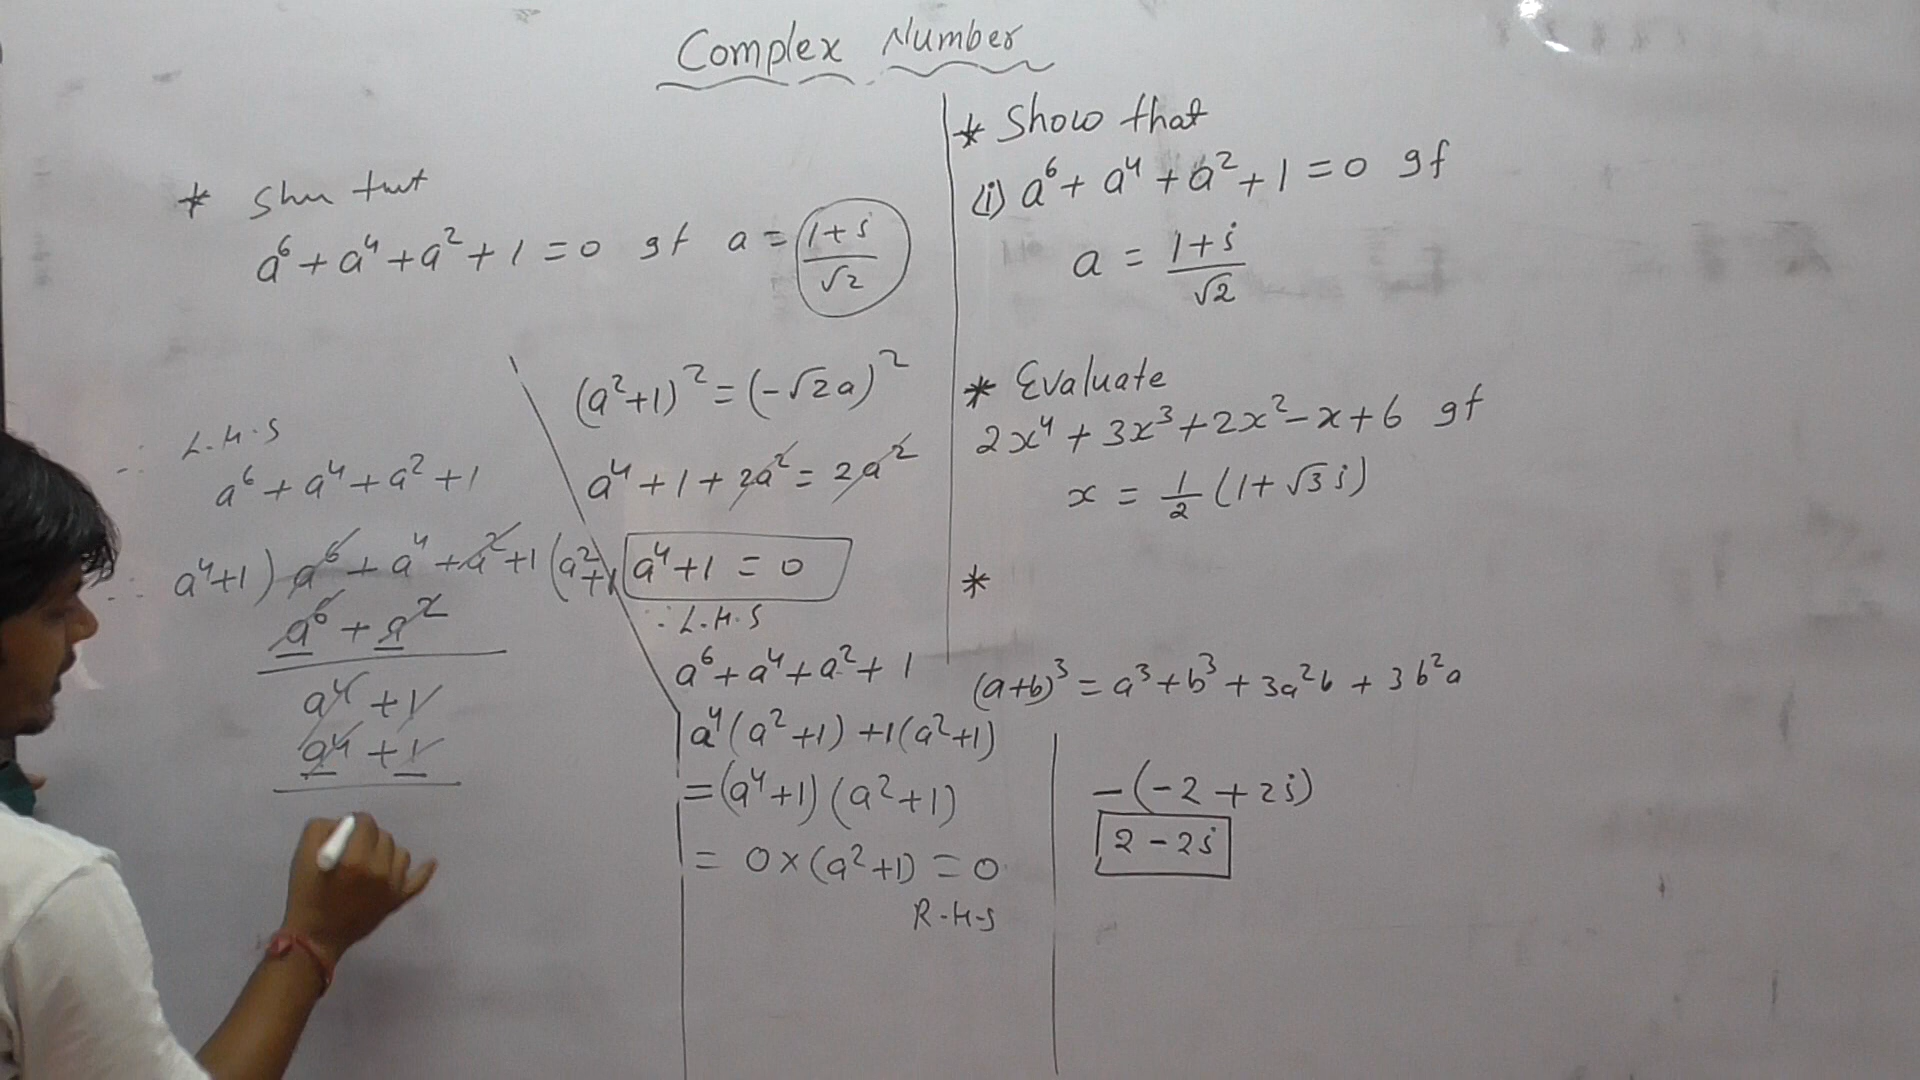 Complex Number
* Show that
a⁶ + a⁴ + a² + 1 = 0 If a = (1+i)/√2
L.H.S
a⁶ + a⁴ + a² + 1
a⁴+1 ) a⁶ + a⁴ + a² + 1 ( a²+1
a⁶ + a²
a⁴ + 1
a⁴ + 1
(a²+1)² = (-√2a)²
a⁴ + 1 + 2a² = 2a²
a⁴ + 1 = 0
∴ L.H.S
a⁶ + a⁴ + a² + 1
a⁴(a²+1) + 1(a²+1)
= (a⁴+1) (a²+1)
= 0 × (a²+1) = 0
R-H-S
* Show that
(i) a⁶ + a⁴ + a² + 1 = 0 If
a = (1+i)/√2
* Evaluate
2x⁴ + 3x³ + 2x² - x + 6 If
x = 1/2 (1 + √3 i)
*
(a+b)³ = a³ + b³ + 3a²b + 3b²a
-(-2 + 2i)
2 - 2i